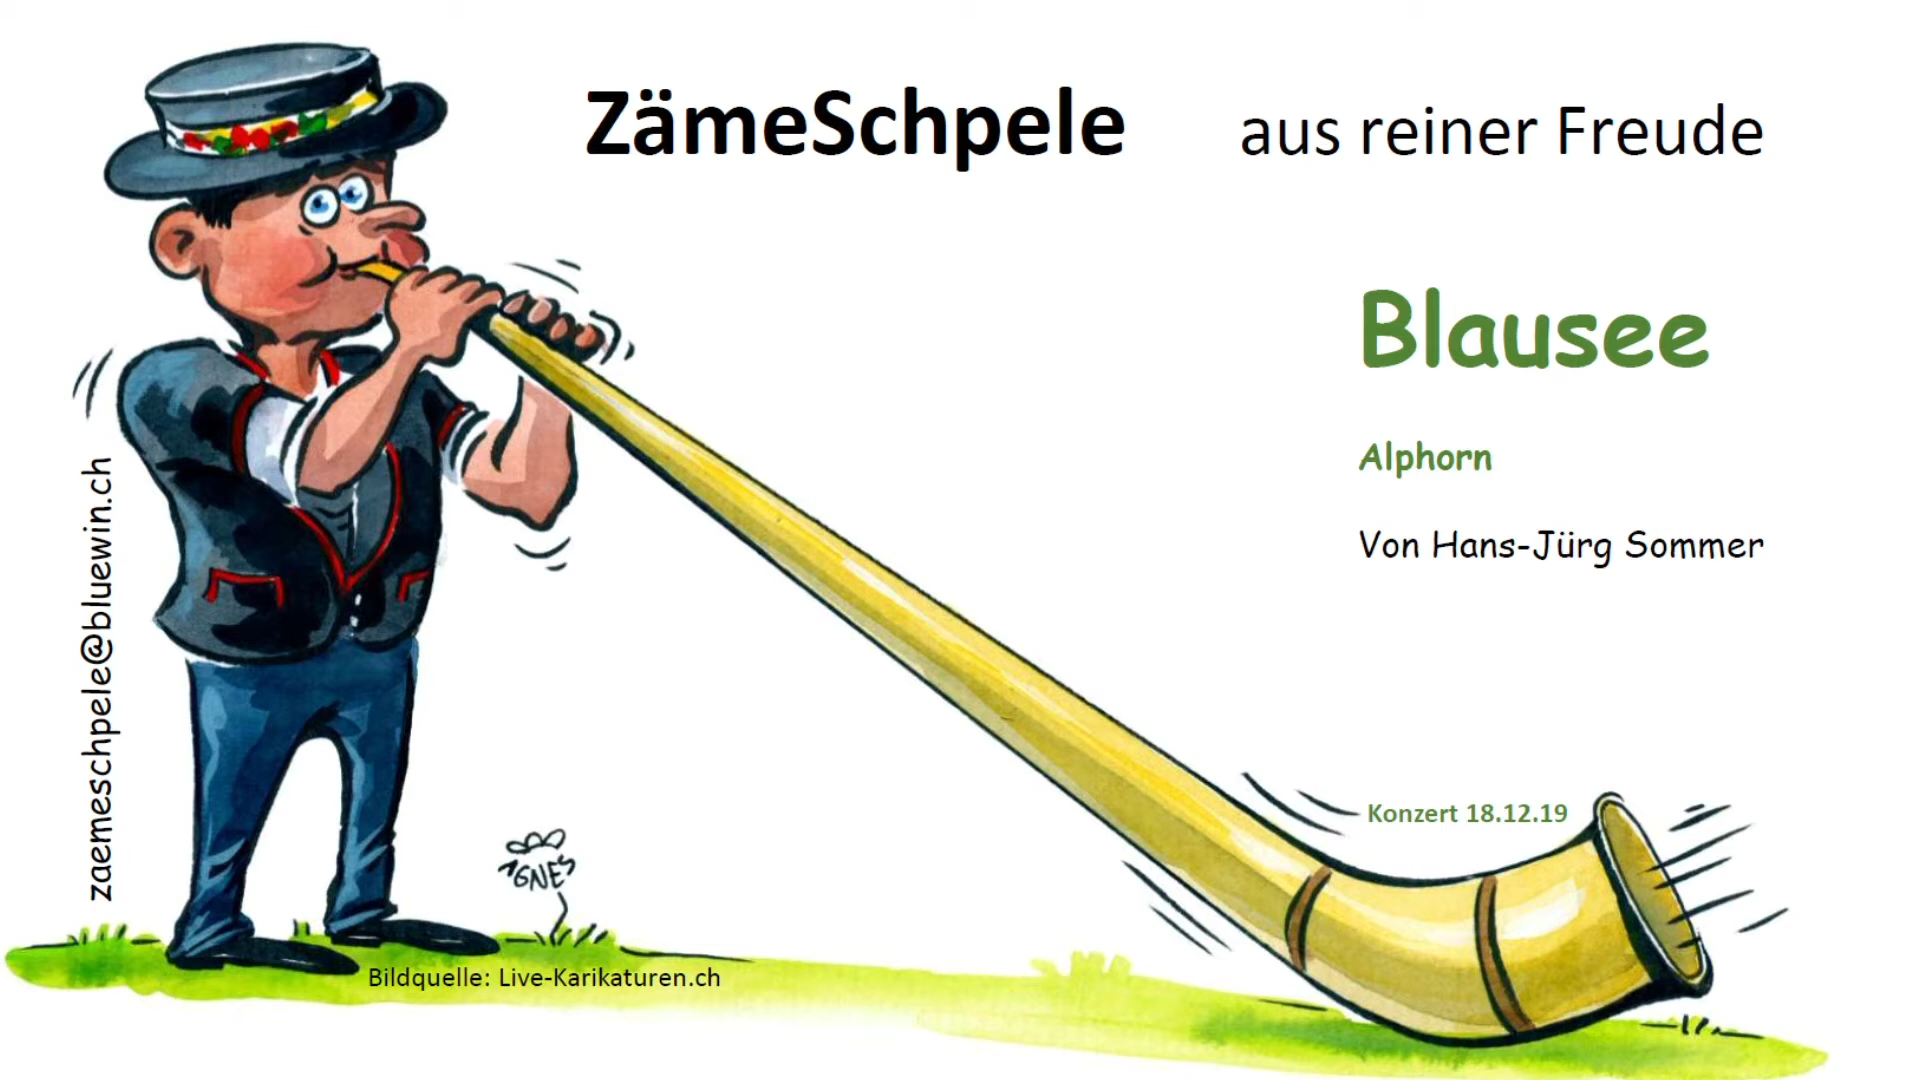 ZämeSchpele aus reiner Freude
Blausee
Alphorn
Von Hans-Jürg Sommer
zaemeschpele@bluewin.ch
Konzert 18.12.19
AGNES
Bildquelle: Live-Karikaturen.ch